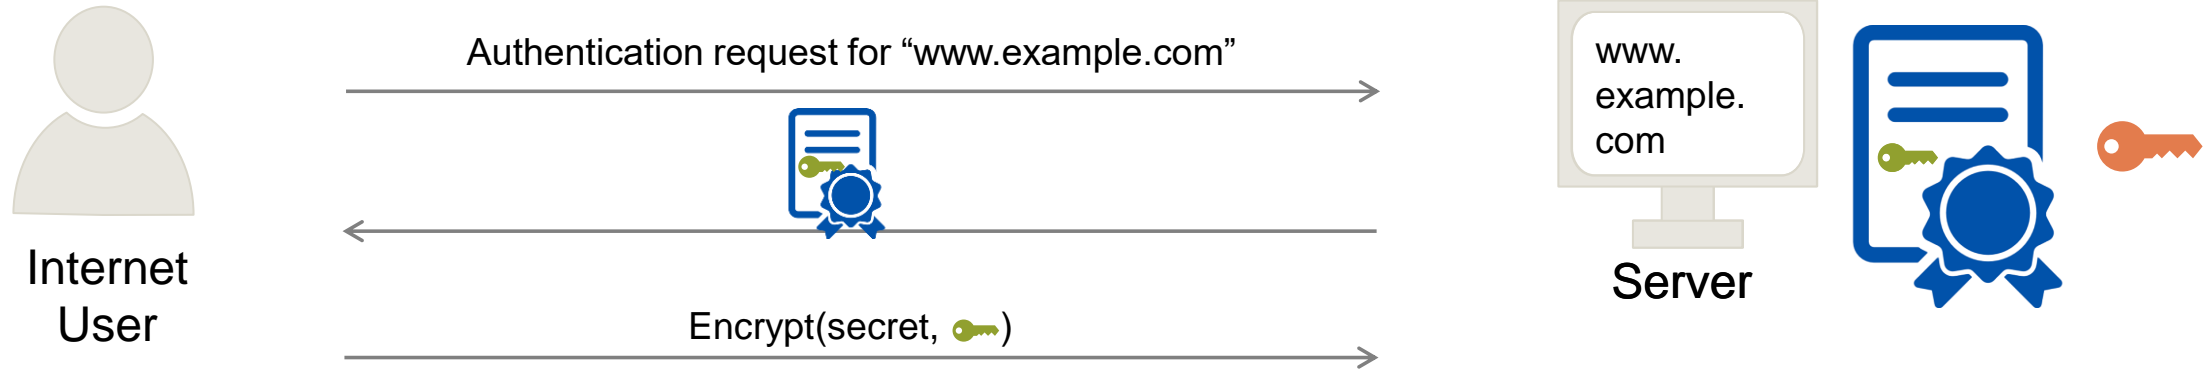 Authentication request for “www.example.com”
www.
example.
com
Internet
User
Server
Encrypt(secret, )